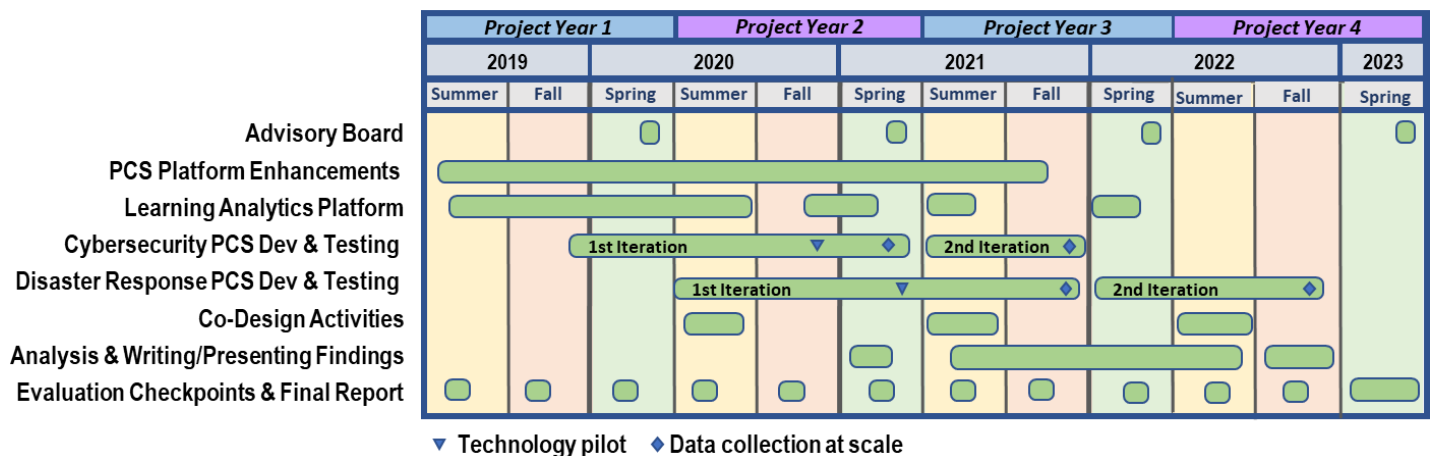 Project Year 1 Project Year 2 Project Year 3 Project Year 4
2019 2020 2021 2022 2023
Summer Fall Spring Summer Fall Spring Summer Fall Spring Summer Fall Spring
Advisory Board
PCS Platform Enhancements
Learning Analytics Platform
Cybersecurity PCS Dev & Testing 1st Iteration 2nd Iteration
Disaster Response PCS Dev & Testing 1st Iteration 2nd Iteration
Co-Design Activities
Analysis & Writing/Presenting Findings
Evaluation Checkpoints & Final Report
Technology pilot Data collection at scale